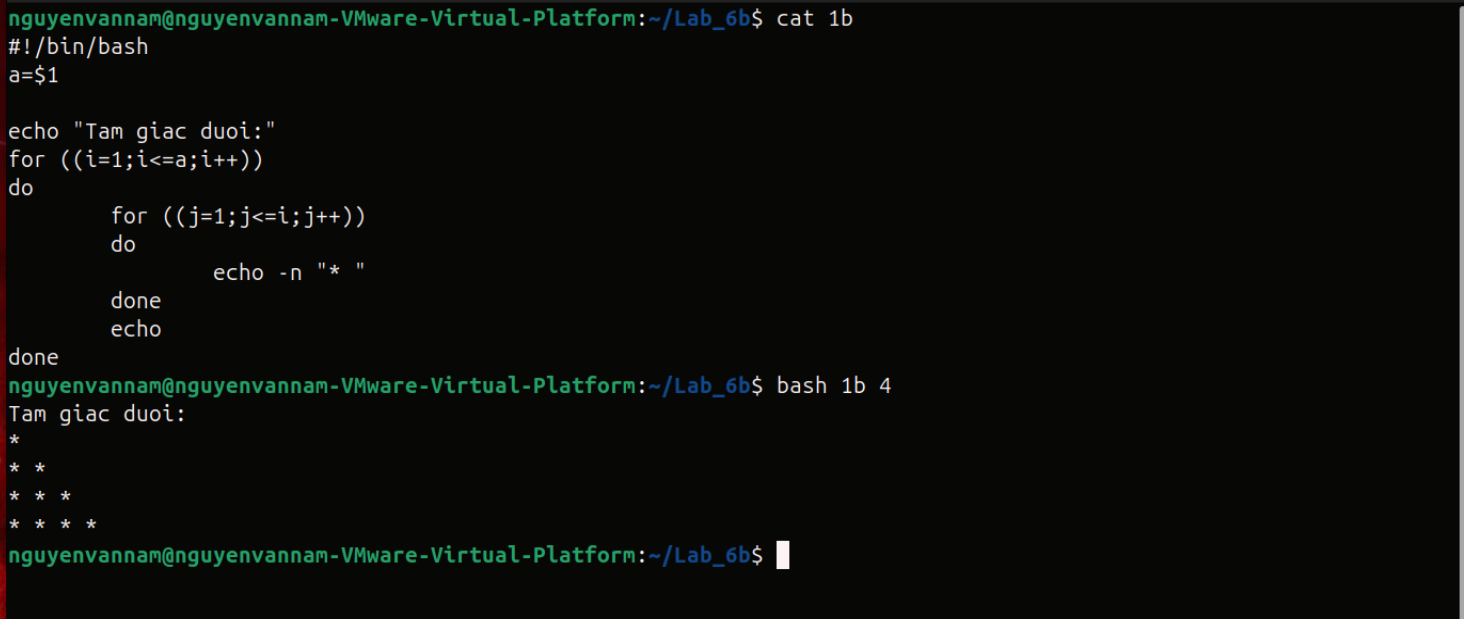 nguyenvannam@nguyenvannam-VMware-Virtual-Platform:~/Lab_6b$ cat 1b
#!/bin/bash
a=$1

echo "Tam giac duoi:"
for ((i=1;i<=a;i++))
do
        for ((j=1;j<=i;j++))
        do
                echo -n "* "
        done
        echo
done
nguyenvannam@nguyenvannam-VMware-Virtual-Platform:~/Lab_6b$ bash 1b 4
Tam giac duoi:
*
* *
* * *
* * * *
nguyenvannam@nguyenvannam-VMware-Virtual-Platform:~/Lab_6b$